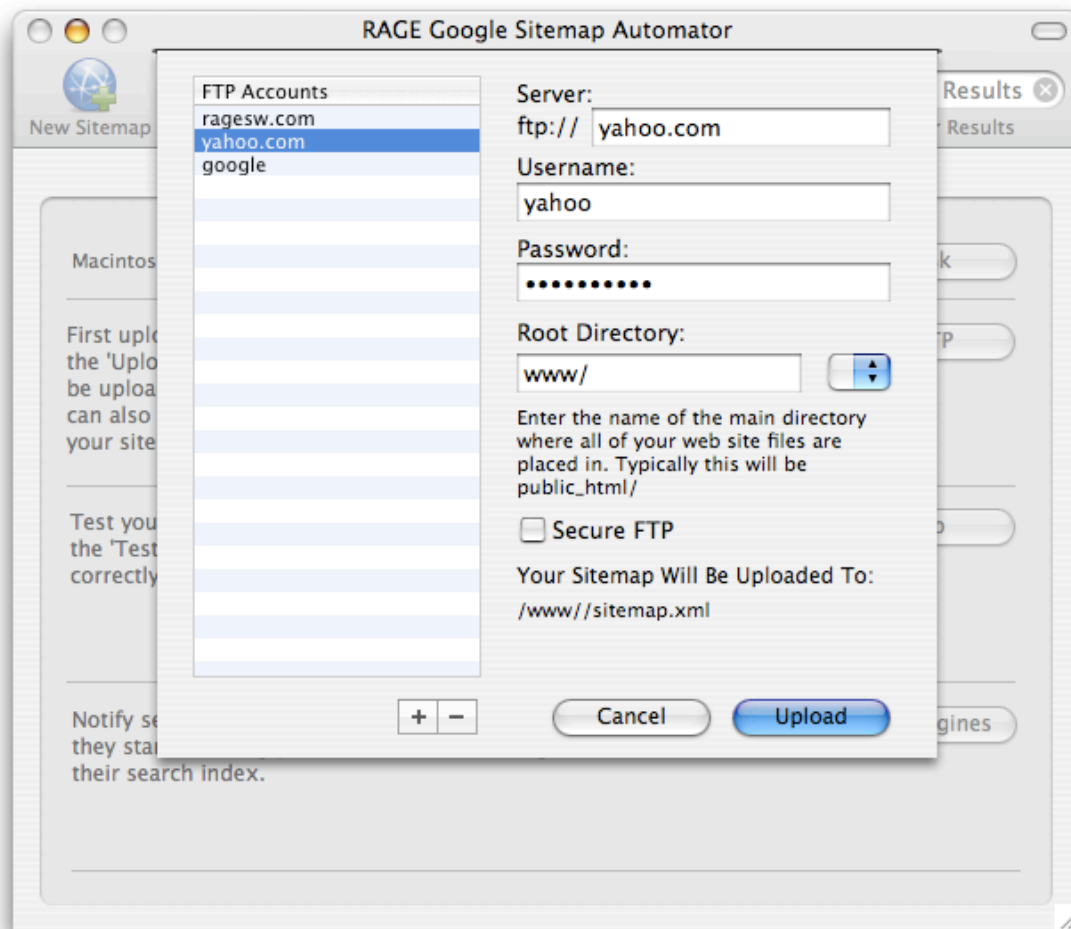 RAGE Google Sitemap Automator
New Sitemap
Results
Results
FTP Accounts
ragesw.com
yahoo.com
google
Server:
ftp:// yahoo.com
Username:
yahoo
Password:
••••••••••
Root Directory:
www/
Enter the name of the main directory
where all of your web site files are
placed in. Typically this will be
public_html/
Secure FTP
Your Sitemap Will Be Uploaded To:
/www//sitemap.xml
+ −
Cancel
Upload
Macintos
First uplo
the 'Uplo
be uploa
can also
your site
Test you
the 'Test
correctly
Notify se
they star
their search index.
gines